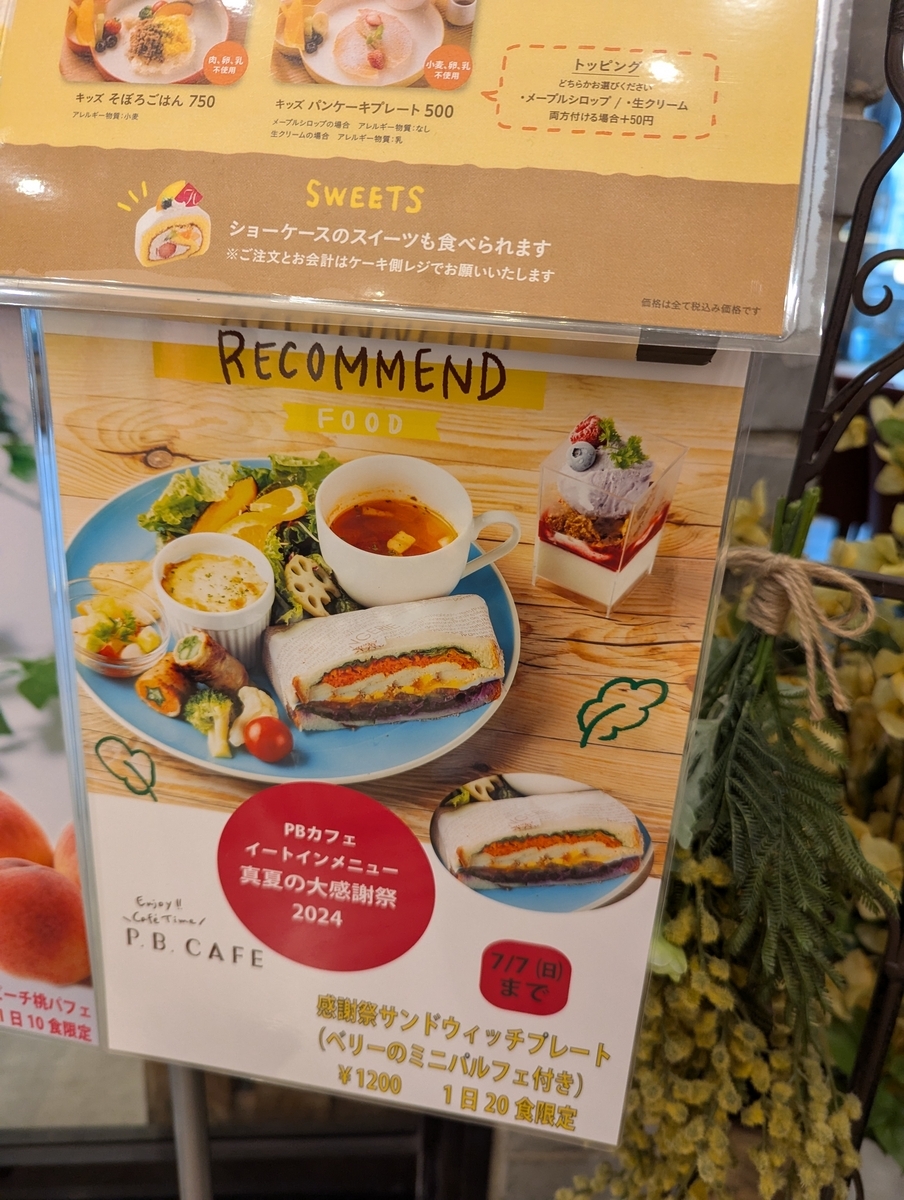 肉、卵、乳
不使用
小麦、卵、乳
不使用
キッズ そぼろごはん 750
アレルギー物質:小麦
キッズ パンケーキプレート 500
メープルシロップの場合 アレルギー物質:なし
生クリームの場合 アレルギー物質:乳
トッピング
どちらかお選びください
・メープルシロップ / ・生クリーム
両方付ける場合+50円
SWEETS
ショーケースのスイーツも食べられます
※ご注文とお会計はケーキ側レジでお願いいたします
価格は全て税込み価格です
RECOMMEND
FOOD
PBカフェ
イートインメニュー
真夏の大感謝祭
2024
Enjoy!!
Café Time
P.B. CAFE
7/7(日)
まで
感謝祭サンドウィッチプレート
(ベリーのミニパルフェ付き)
¥1200 1日20食限定
ーチ桃パフェ
1日10食限定